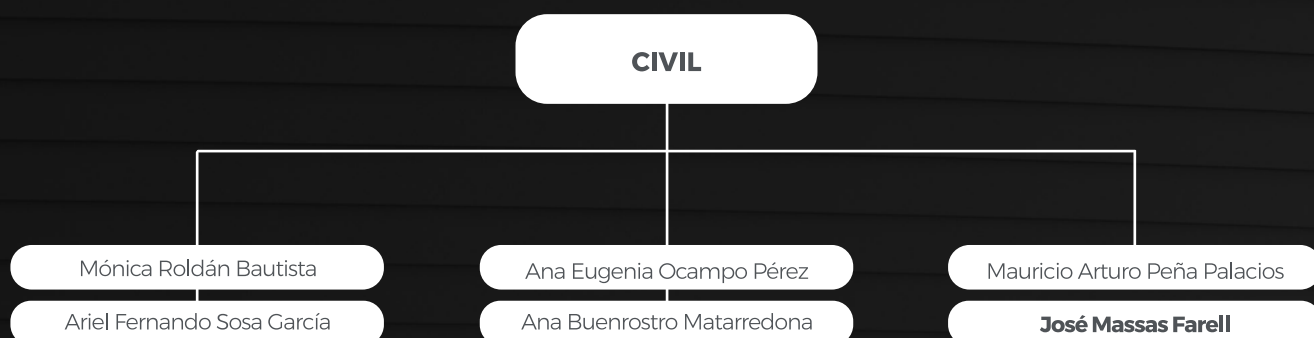 CIVIL
Mónica Roldán Bautista
Ana Eugenia Ocampo Pérez
Mauricio Arturo Peña Palacios
Ariel Fernando Sosa García
Ana Buenrostro Matarredona
José Massas Farell